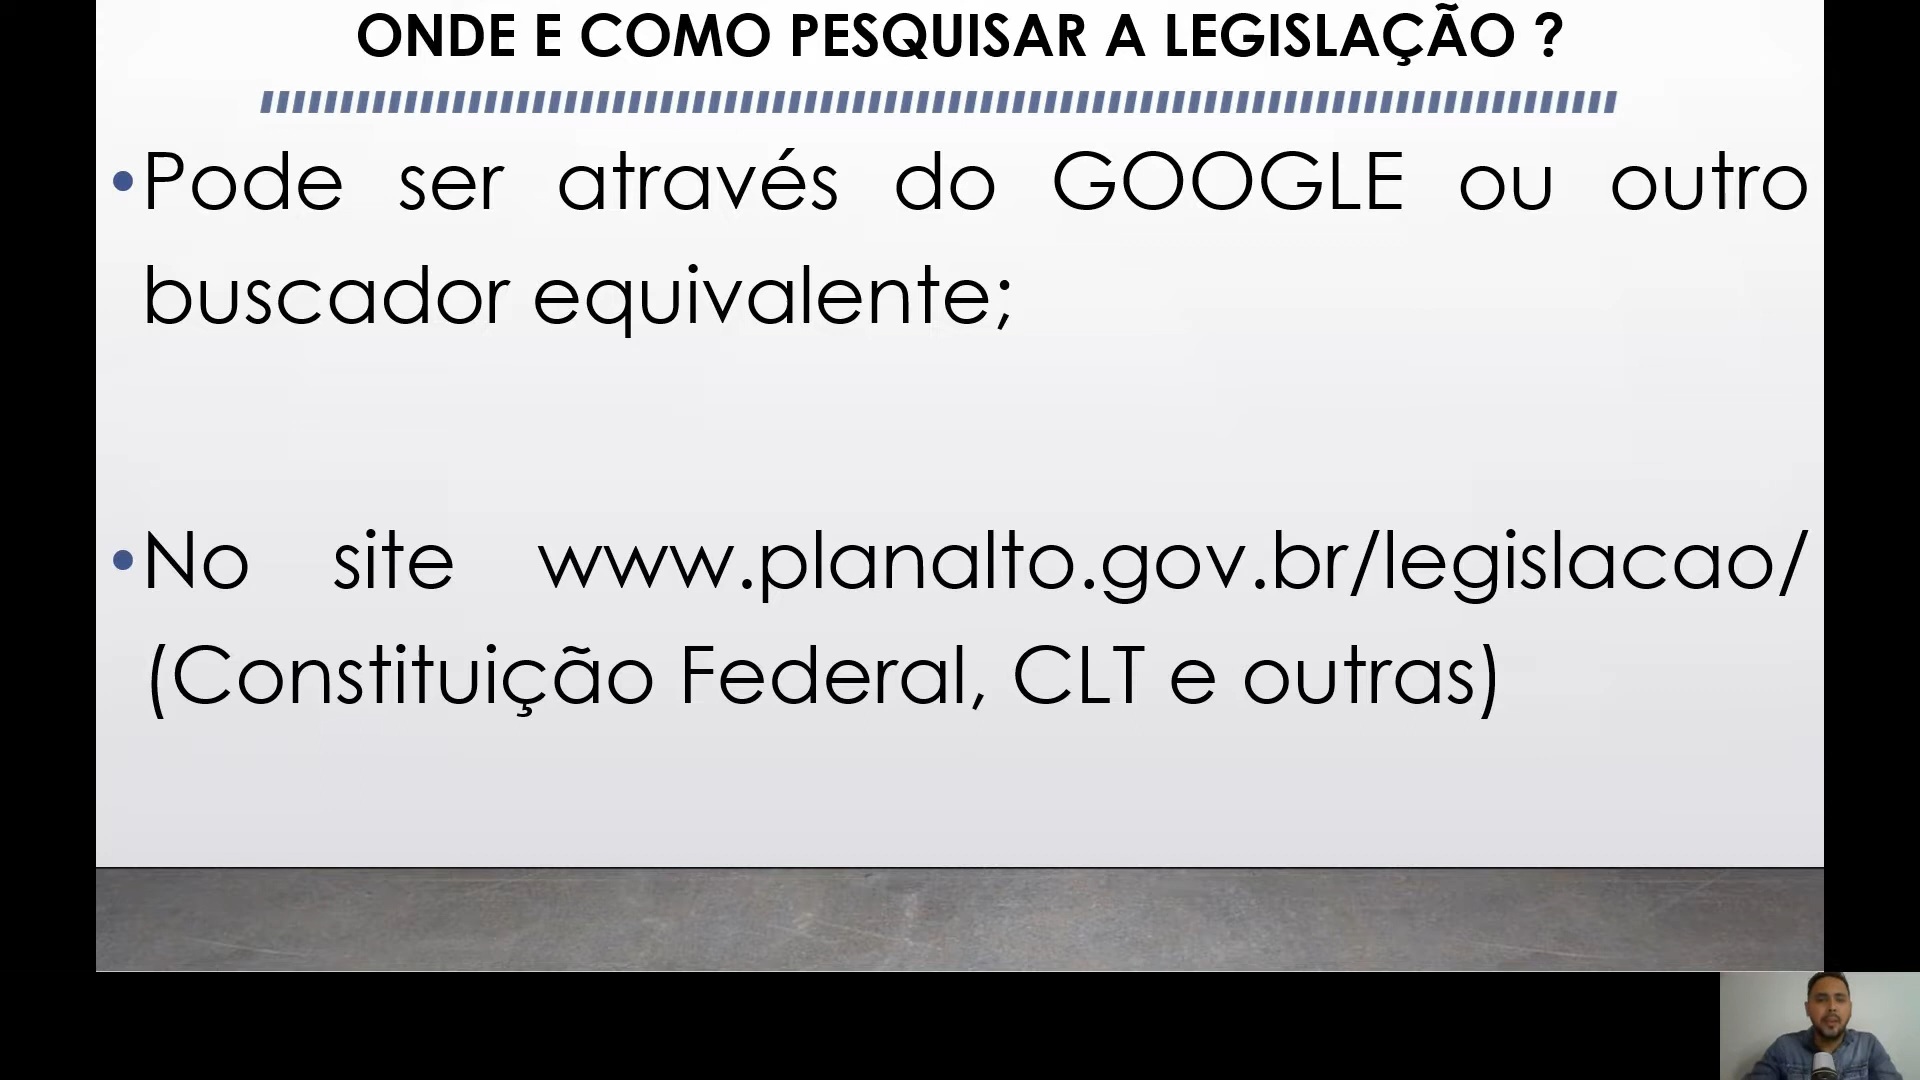 ONDE E COMO PESQUISAR A LEGISLAÇÃO ?
•Pode ser através do GOOGLE ou outro
buscador equivalente;
•No site www.planalto.gov.br/legislacao/
(Constituição Federal, CLT e outras)